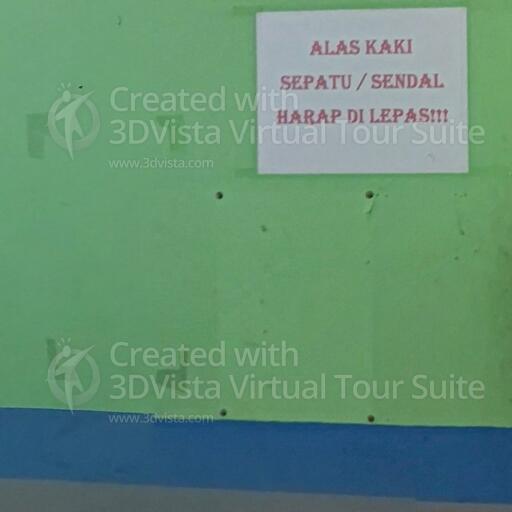 ALAS KAKI
SEPATU / SENDAL
HARAP DI LEPAS!!!
Created with
3DVista Virtual Tour Suite
www.3dvista.com
Created with
3DVista Virtual Tour Suite
www.3dvista.com